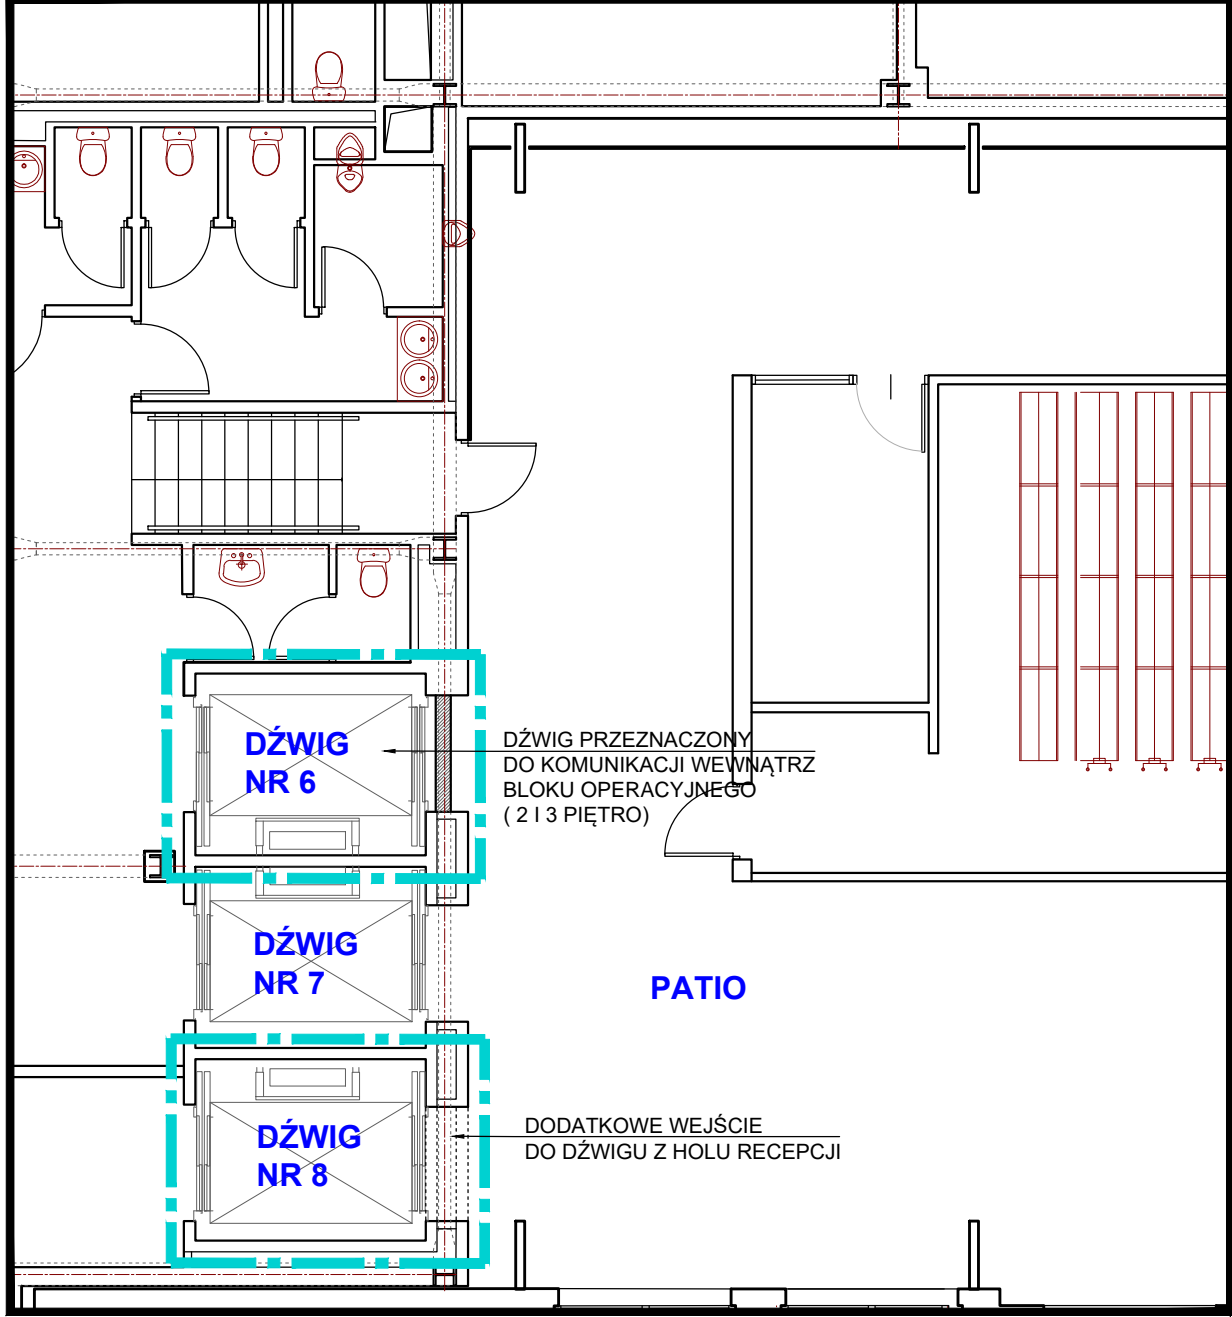 DŹWIG
NR 6
DŹWIG PRZEZNACZONY
DO KOMUNIKACJI WEWNĄTRZ
BLOKU OPERACYJNEGO
( 2 I 3 PIĘTRO)
DŹWIG
NR 7
PATIO
DŹWIG
NR 8
DODATKOWE WEJŚCIE
DO DŹWIGU Z HOLU RECEPCJI